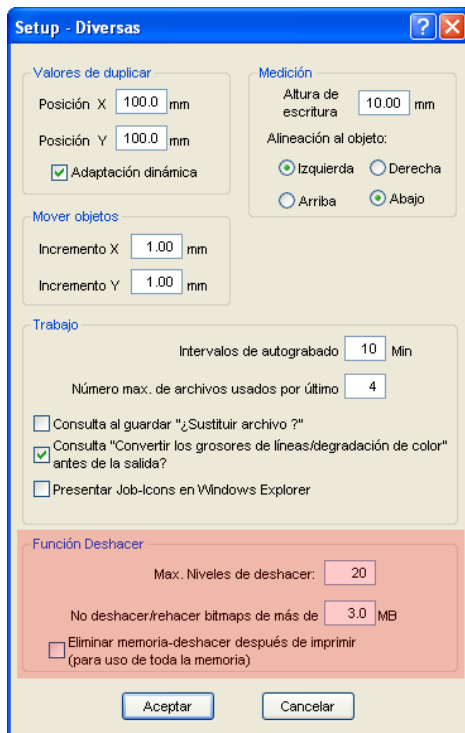 Setup - Diversas
Valores de duplicar
Posición X 100.0 mm
Posición Y 100.0 mm
Adaptación dinámica
Medición
Altura de
escritura 10.00 mm
Alineación al objeto:
Izquierda Derecha
Arriba Abajo
Mover objetos
Incremento X 1.00 mm
Incremento Y 1.00 mm
Trabajo
Intervalos de autograbado 10 Min
Número max. de archivos usados por último 4
Consulta al guardar "¿Sustituir archivo ?"
Consulta "Convertir los grosores de líneas/degradación de color"
antes de la salida?
Presentar Job-Icons en Windows Explorer
Función Deshacer
Max. Niveles de deshacer: 20
No deshacer/rehacer bitmaps de más de 3.0 MB
Eliminar memoria-deshacer después de imprimir
(para uso de toda la memoria)
Aceptar Cancelar